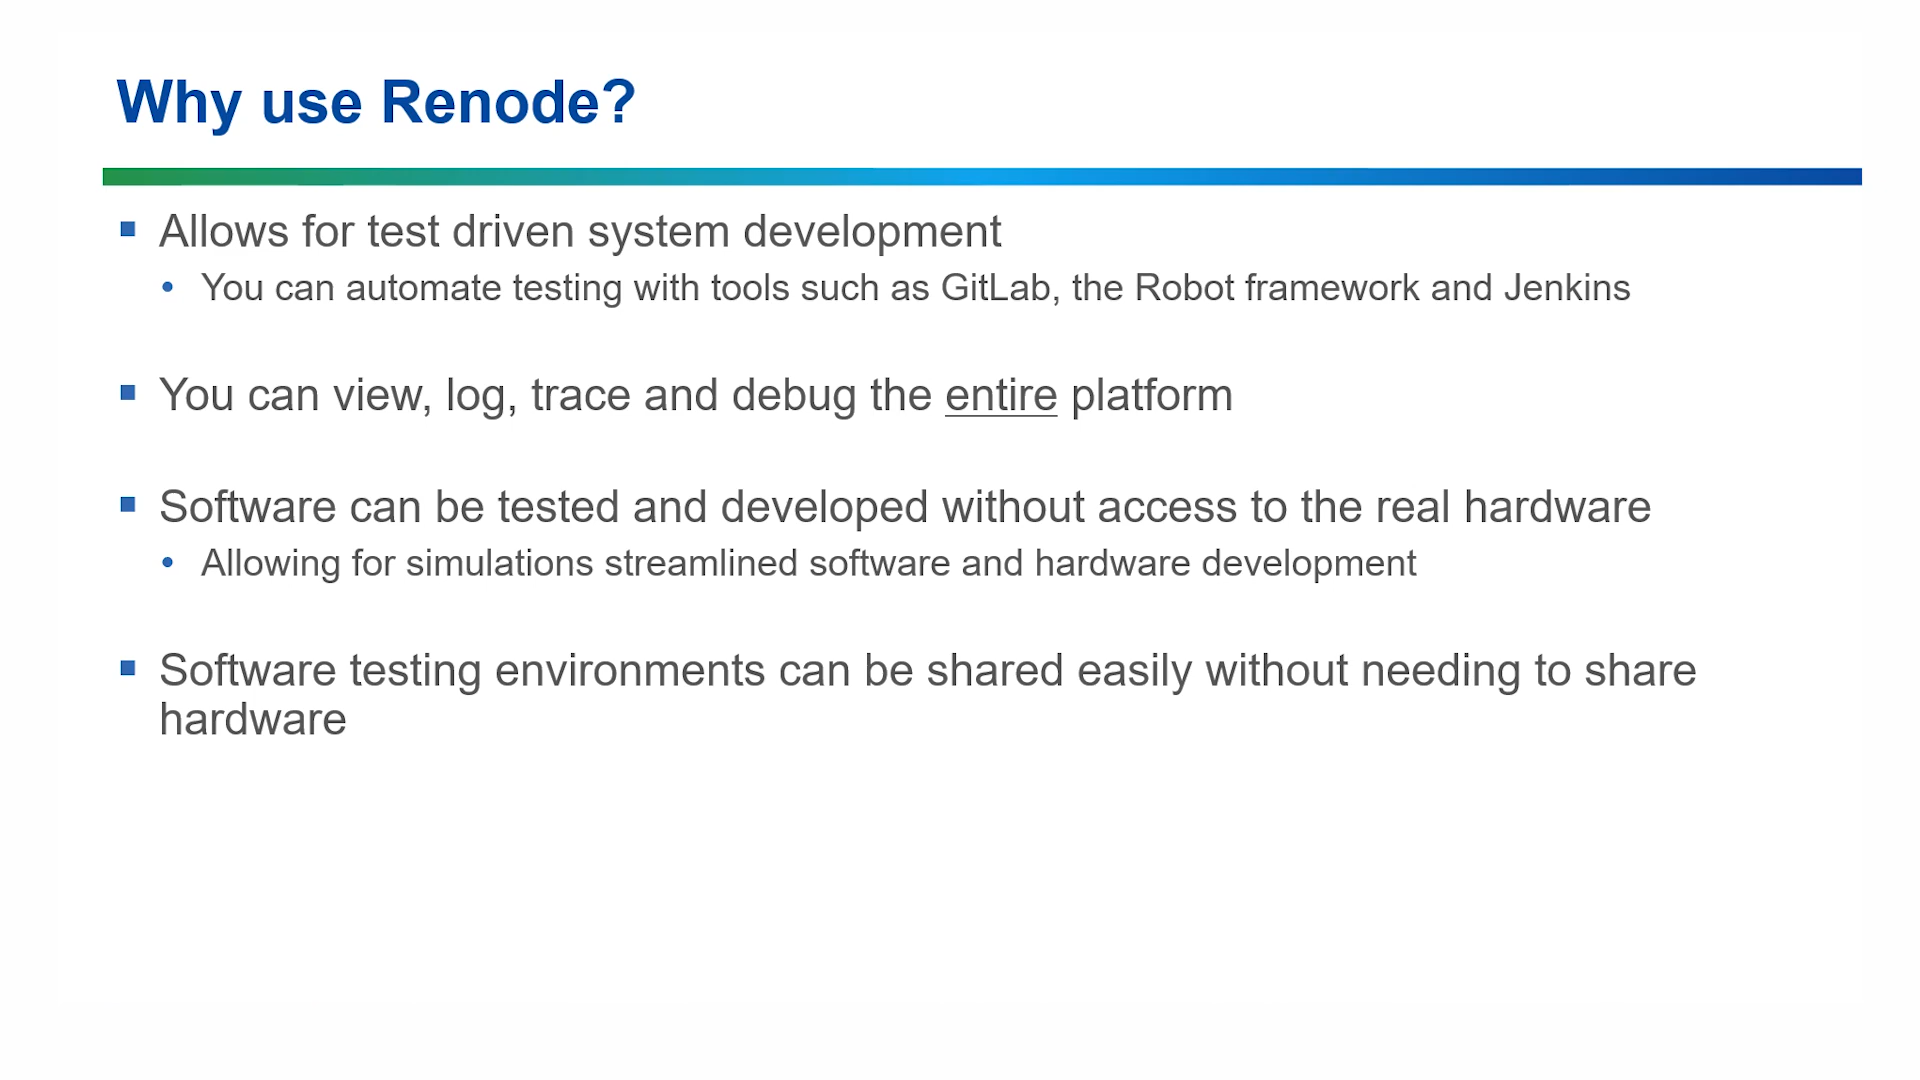 Why use Renode?
Allows for test driven system development
You can automate testing with tools such as GitLab, the Robot framework and Jenkins
You can view, log, trace and debug the entire platform
Software can be tested and developed without access to the real hardware
Allowing for simulations streamlined software and hardware development
Software testing environments can be shared easily without needing to share
hardware